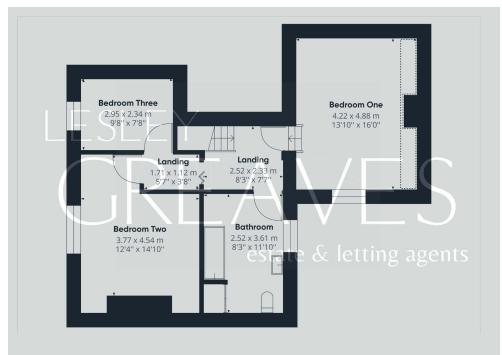 Bedroom Three
2.95 x 2.34 m
9'8" x 7'8"
Bedroom One
4.22 x 4.88 m
13'10" x 16'0"
LESLEY
Landing
1.71 x 1.12 m
5'7" x 3'8"
Landing
2.52 x 2.33 m
8'3" x 7'7"
GREAVES
Bedroom Two
3.77 x 4.54 m
12'4" x 14'10"
Bathroom
2.52 x 3.61 m
8'3" x 11'10"
estate & letting agents